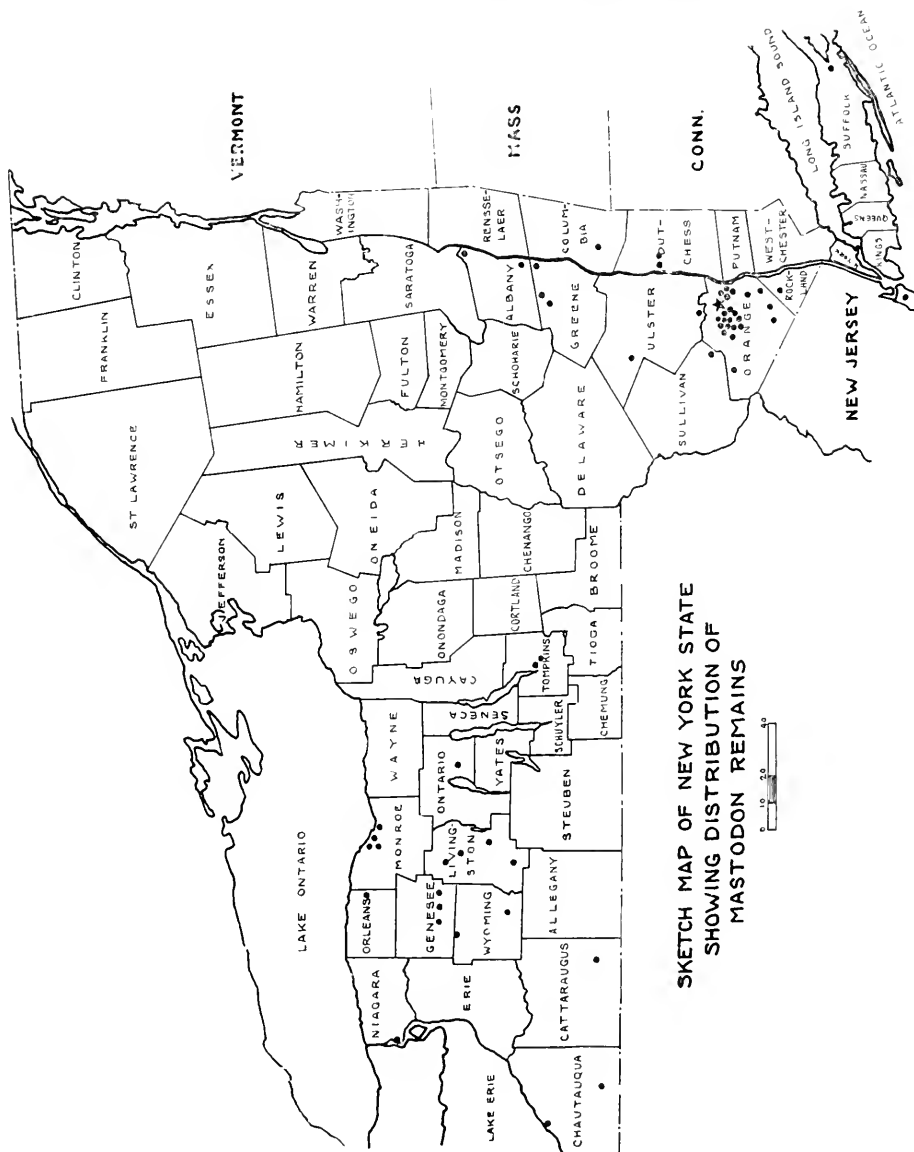 SKETCH MAP OF NEW YORK STATE
SHOWING DISTRIBUTION OF
MASTODON REMAINS
0 10 20 40
VERMONT
MASS
CONN.
NEW JERSEY
LAKE ONTARIO
LAKE ERIE
LONG ISLAND SOUND
ATLANTIC OCEAN
CLINTON
FRANKLIN
ST LAWRENCE
ESSEX
JEFFERSON
LEWIS
HAMILTON
HERKIMER
WARREN
WASH-
INGTON
SARATOGA
FULTON
MONTGOMERY
ONEIDA
OSWEGO
NIAGARA
ORLEANS
MONROE
WAYNE
CAYUGA
ONONDAGA
MADISON
OTSEGO
SCHOHARIE
ALBANY
RENSSE-
LAER
ERIE
GENESEE
WYOMING
LIVING-
STON
ONTARIO
YATES
SENECA
CORTLAND
CHENANGO
DELAWARE
GREENE
COLUM-
BIA
CHAUTAUQUA
CATTARAUGUS
ALLEGANY
STEUBEN
SCHUYLER
TOMPKINS
CHEMUNG
TIOGA
BROOME
ULSTER
DUT-
CHESS
SULLIVAN
ORANGE
PUTNAM
WEST-
CHESTER
ROCK-
LAND
KINGS
QUEENS
NASSAU
SUFFOLK